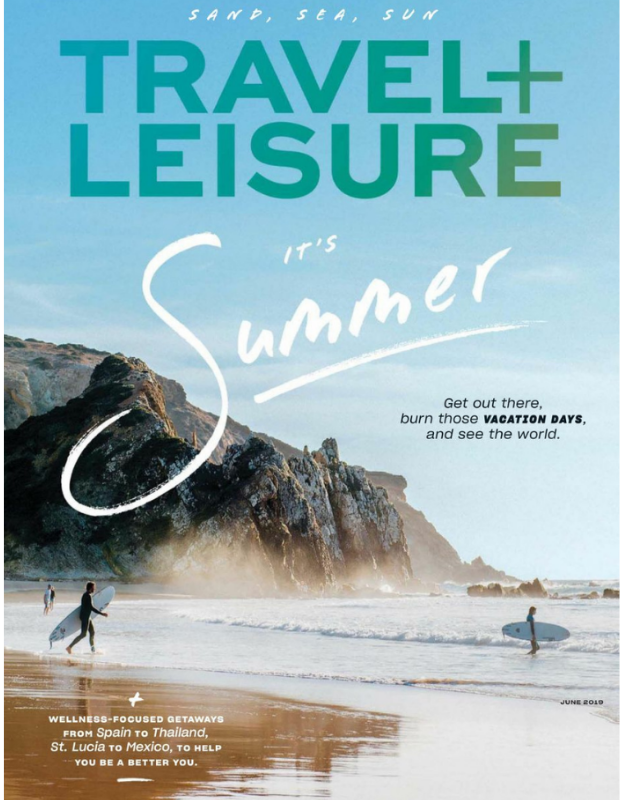 SAND, SEA, SUN
TRAVEL+
LEISURE
IT'S
Summer
Get out there,
burn those VACATION DAYS,
and see the world.
JUNE 2019
+
WELLNESS-FOCUSED GETAWAYS
FROM Spain TO Thailand,
St. Lucia TO Mexico, TO HELP
YOU BE A BETTER YOU.